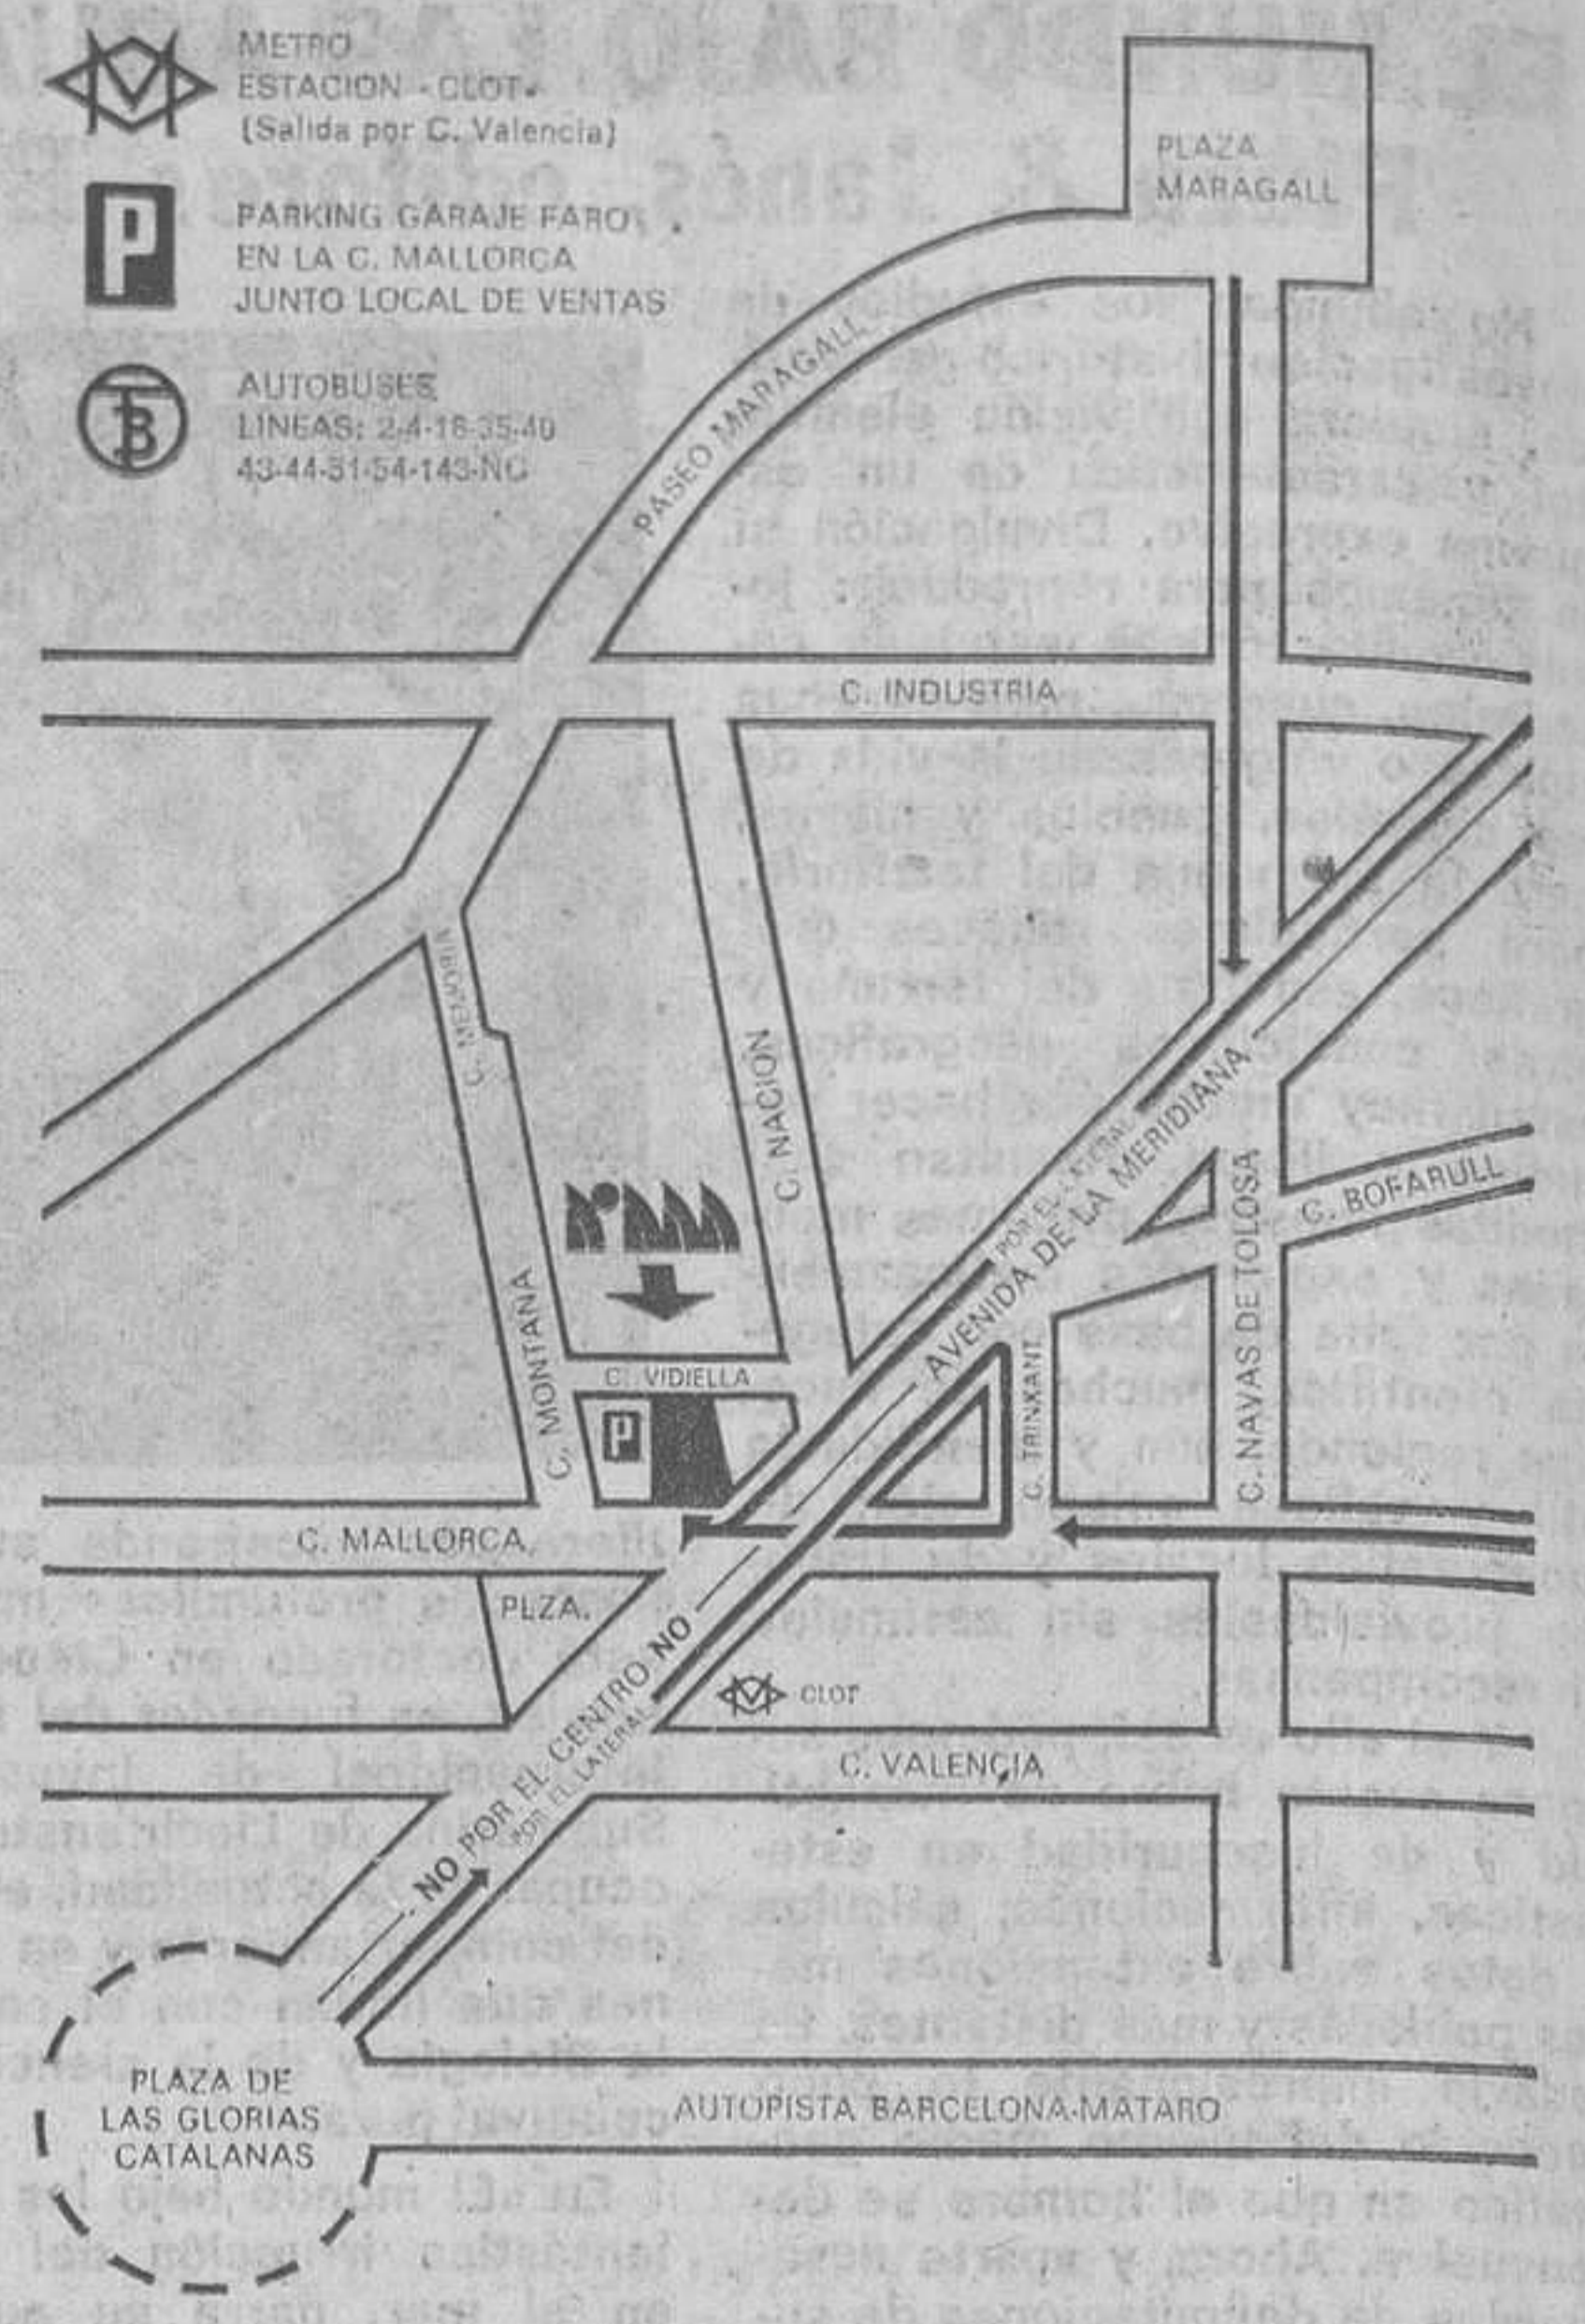 METRO
ESTACION - CLOT-
(Salida por C. Valencia)
PARKING GARAJE FARO
EN LA C. MALLORCA
JUNTO LOCAL DE VENTAS
AUTOBUSES
LINEAS: 2-4-18-35-40
43-44-51-54-143-NC
PLAZA
MARAGALL
PASEO MARAGALL
C. INDUSTRIA
C. NACION
POR EL LATERAL
AVENIDA DE LA MERIDIANA
C. BOFARULL
C. NAVAS DE TOLOSA
C. MONTANA
C. VIDIELLA
P
C. TRINXANT
C. MALLORCA
PLZA.
CLOT
NO POR EL CENTRO NO
POR EL LATERAL
C. VALENCIA
PLAZA DE
LAS GLORIAS
CATALANAS
AUTOPISTA BARCELONA-MATARO